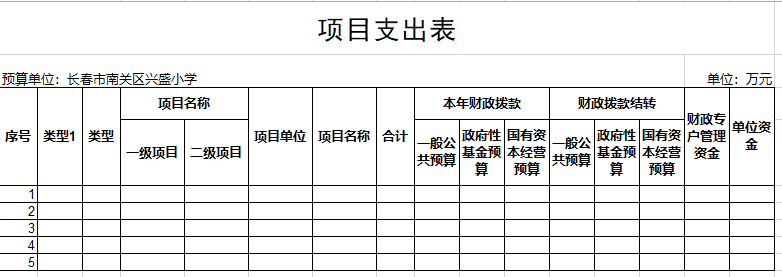 项目支出表
预算单位：长春市南关区兴盛小学 单位：万元
项目名称 本年财政拨款 财政拨款结转
序号 类型1 类型 一级项目 二级项目 项目单位 项目名称 合计 一般公共预算 政府性基金预算 国有资本经营预算 一般公共预算 政府性基金预算 国有资本经营预算 财政专户管理资金 单位资金
1
2
3
4
5